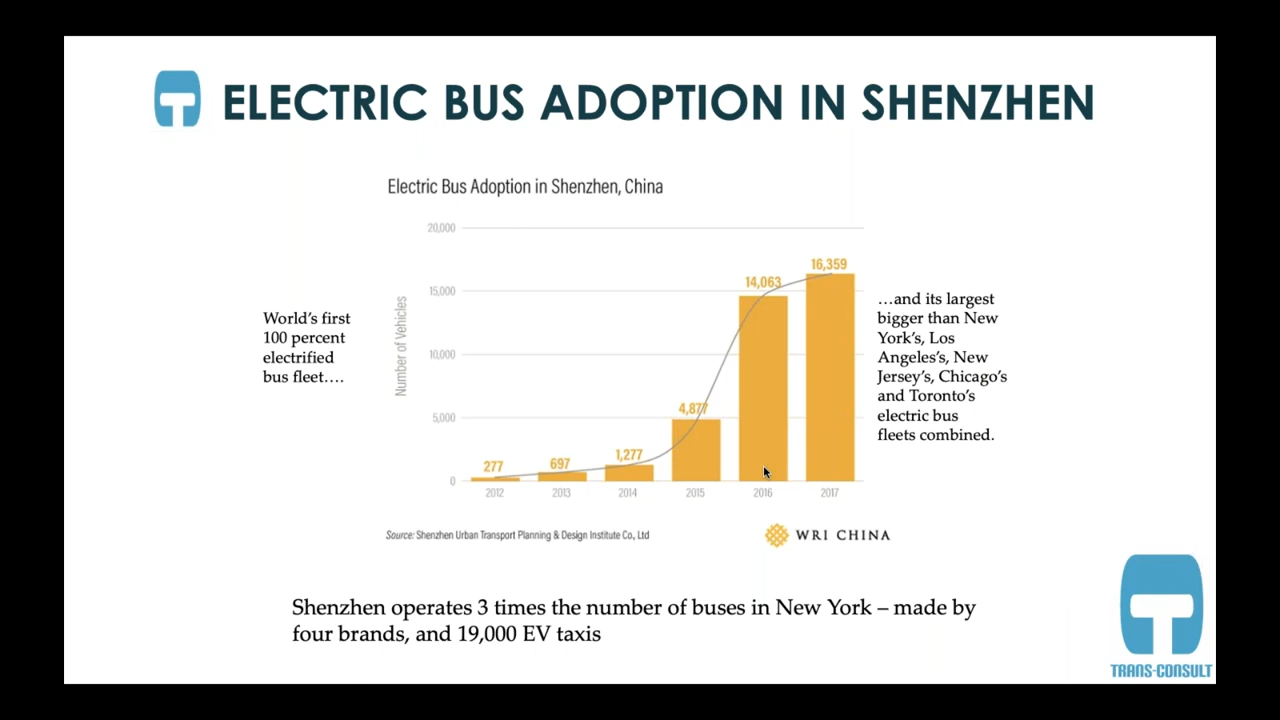 ELECTRIC BUS ADOPTION IN SHENZHEN
Electric Bus Adoption in Shenzhen, China
World’s first
100 percent
electrified
bus fleet….
Number of Vehicles
20,000
15,000
10,000
5,000
0
277
697
1,277
4,877
14,063
16,359
2012
2013
2014
2015
2016
2017
…and its largest
bigger than New
York’s, Los
Angeles’s, New
Jersey’s, Chicago’s
and Toronto’s
electric bus
fleets combined.
Source: Shenzhen Urban Transport Planning & Design Institute Co., Ltd
WRI CHINA
Shenzhen operates 3 times the number of buses in New York – made by
four brands, and 19,000 EV taxis
TRANS-CONSULT